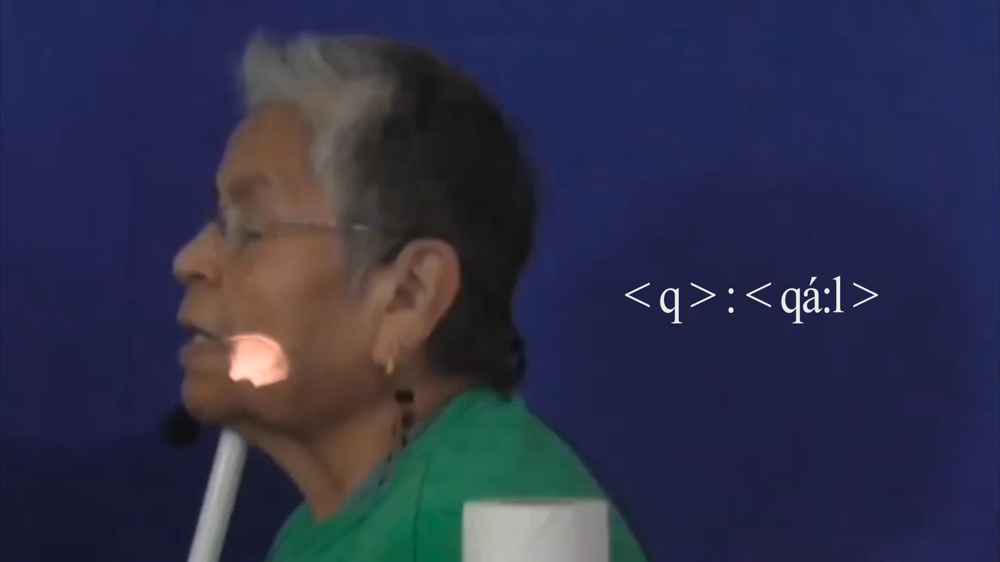 < q > : < qá:l >